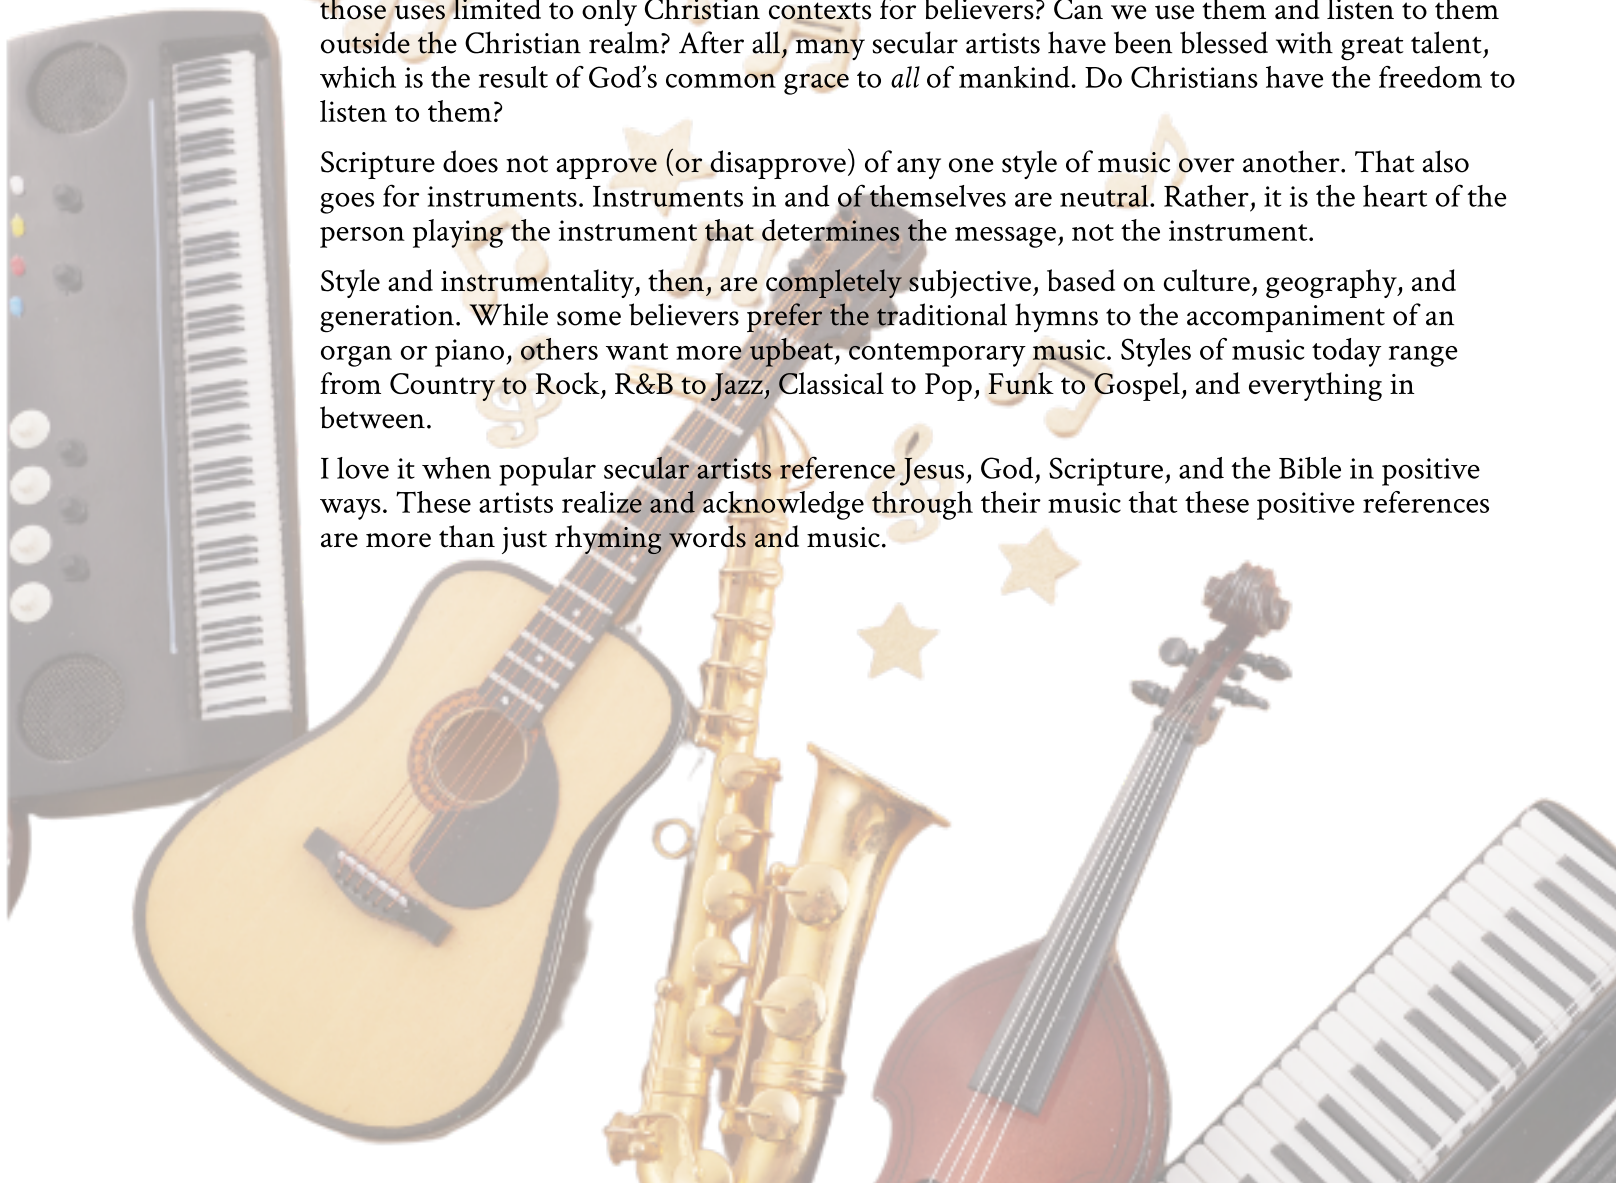 those uses limited to only Christian contexts for believers? Can we use them and listen to them
outside the Christian realm? After all, many secular artists have been blessed with great talent,
which is the result of God’s common grace to all of mankind. Do Christians have the freedom to
listen to them?
Scripture does not approve (or disapprove) of any one style of music over another. That also
goes for instruments. Instruments in and of themselves are neutral. Rather, it is the heart of the
person playing the instrument that determines the message, not the instrument.
Style and instrumentality, then, are completely subjective, based on culture, geography, and
generation. While some believers prefer the traditional hymns to the accompaniment of an
organ or piano, others want more upbeat, contemporary music. Styles of music today range
from Country to Rock, R&B to Jazz, Classical to Pop, Funk to Gospel, and everything in
between.
I love it when popular secular artists reference Jesus, God, Scripture, and the Bible in positive
ways. These artists realize and acknowledge through their music that these positive references
are more than just rhyming words and music.